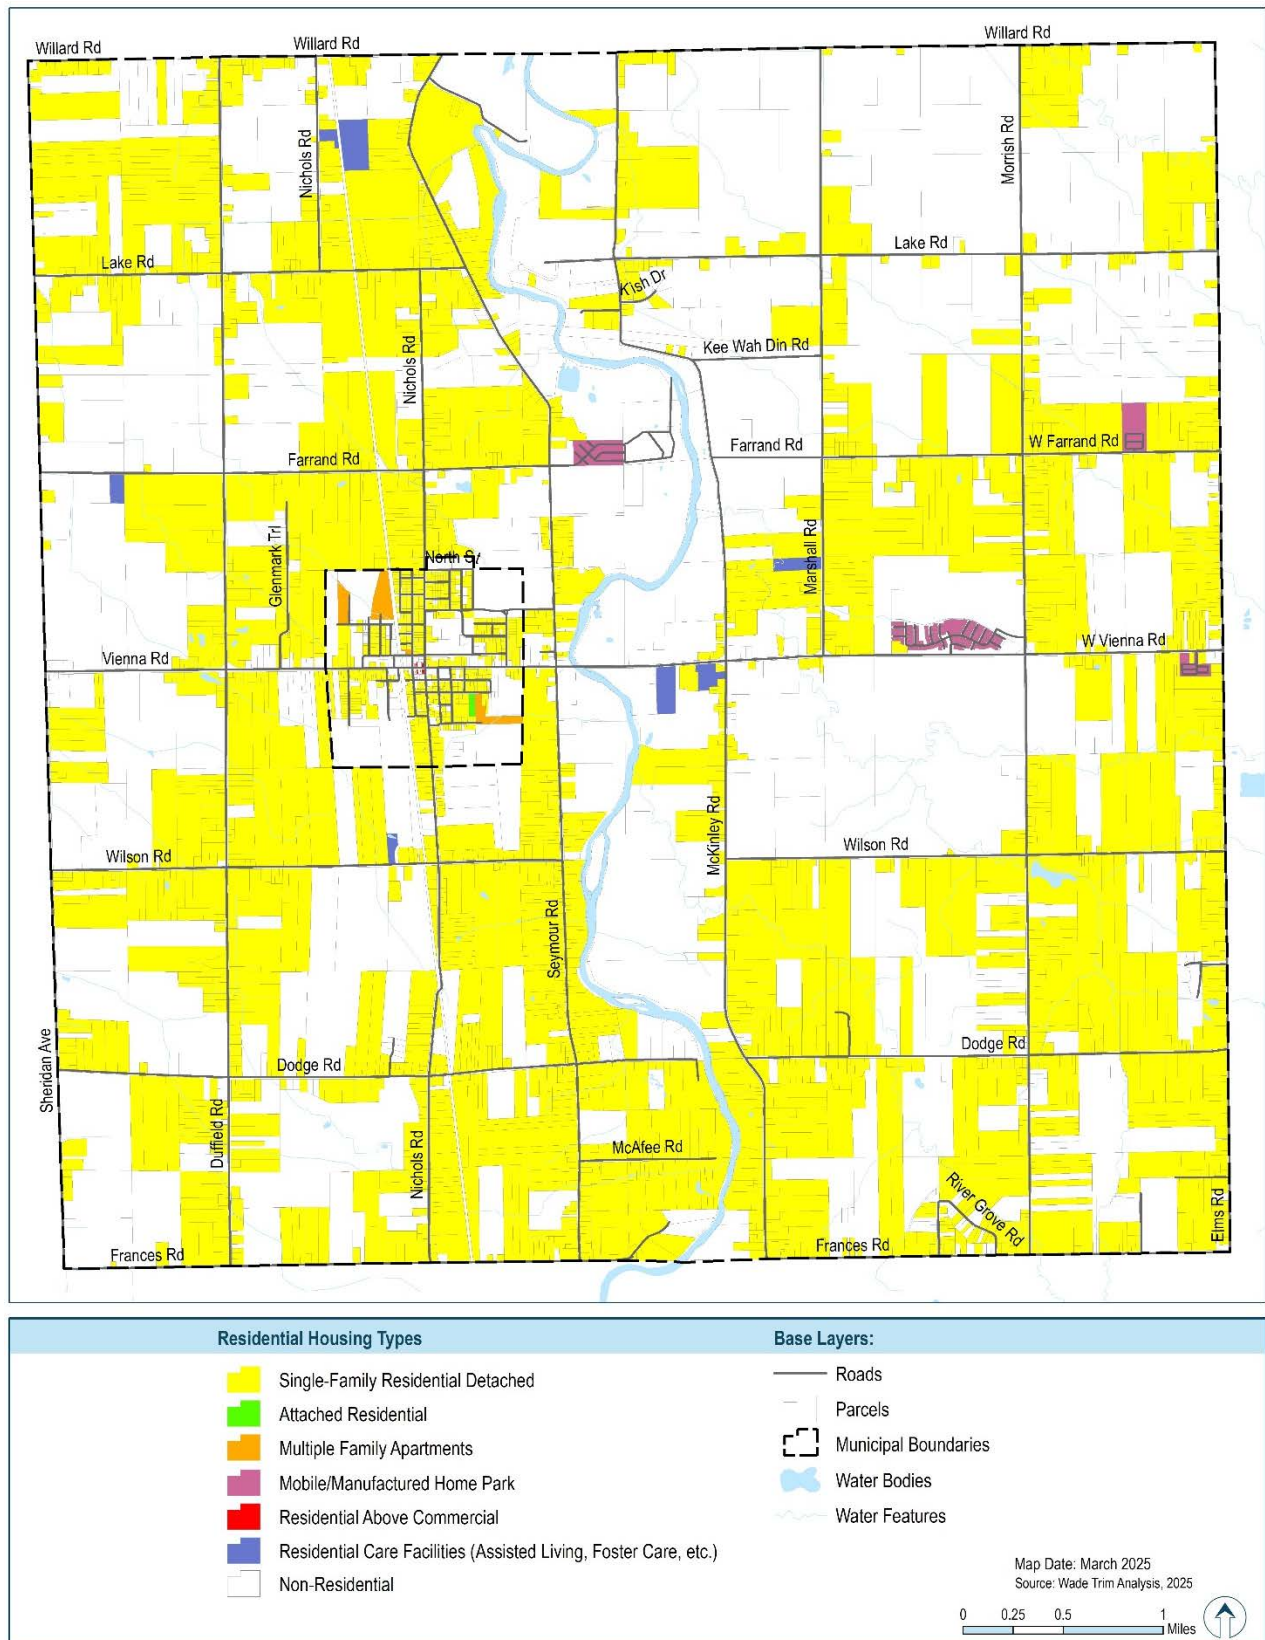 Willard Rd
Willard Rd
Willard Rd
Nichols Rd
Morrish Rd
Lake Rd
Lake Rd
Kish Dr
Kee Wah Din Rd
Nichols Rd
Farrand Rd
Farrand Rd
W Farrand Rd
Glenmark Trl
North St
Marshall Rd
Vienna Rd
W Vienna Rd
McKinley Rd
Wilson Rd
Wilson Rd
Seymour Rd
Sheridan Ave
Dodge Rd
Dodge Rd
Duffield Rd
Nichols Rd
McAfee Rd
River Grove Rd
Elms Rd
Frances Rd
Frances Rd
Residential Housing Types
Single-Family Residential Detached
Attached Residential
Multiple Family Apartments
Mobile/Manufactured Home Park
Residential Above Commercial
Residential Care Facilities (Assisted Living, Foster Care, etc.)
Non-Residential
Base Layers:
Roads
Parcels
Municipal Boundaries
Water Bodies
Water Features
Map Date: March 2025
Source: Wade Trim Analysis, 2025
0 0.25 0.5 1
Miles